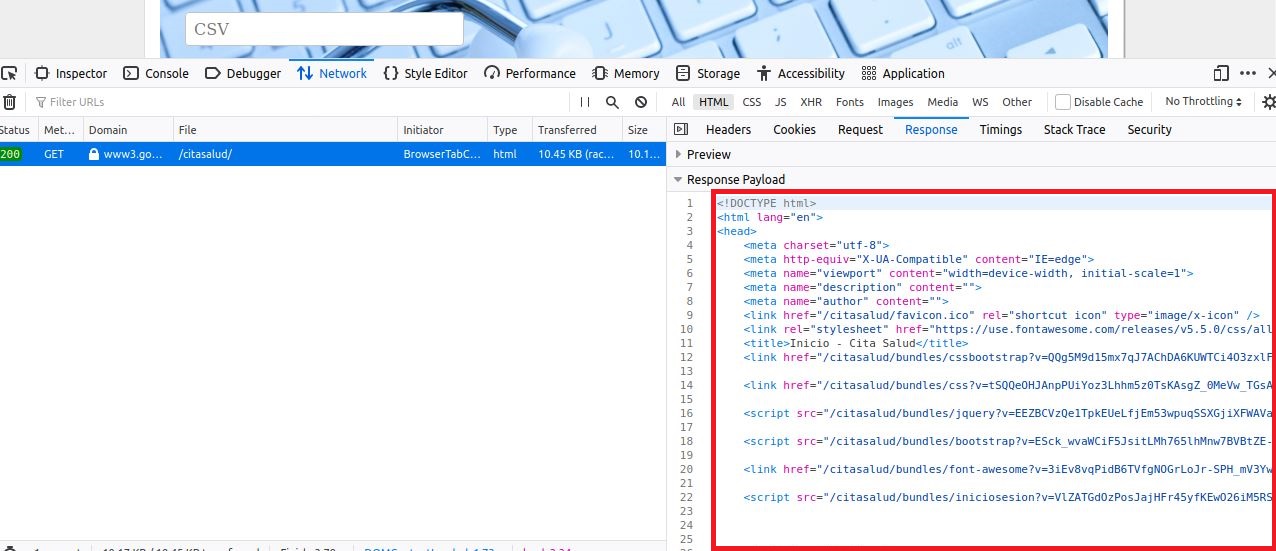 CSV
alt
Inspector Console Debugger Network Style Editor Performance Memory Storage Accessibility Application
Filter URLs
All HTML CSS JS XHR Fonts Images Media WS Other Disable Cache No Throttling
Status Met... Domain File Initiator Type Transferred Size
200 GET www3.go... /citasalud/ BrowserTabC... html 10.45 KB (rac... 10.1...
Headers Cookies Request Response Timings Stack Trace Security
Preview
Response Payload
1 <!DOCTYPE html>
2 <html lang="en">
3 <head>
4 <meta charset="utf-8">
5 <meta http-equiv="X-UA-Compatible" content="IE=edge">
6 <meta name="viewport" content="width=device-width, initial-scale=1">
7 <meta name="description" content="">
8 <meta name="author" content="">
9 <link href="/citasalud/favicon.ico" rel="shortcut icon" type="image/x-icon" />
10 <link rel="stylesheet" href="https://use.fontawesome.com/releases/v5.5.0/css/all
11 <title>Inicio - Cita Salud</title>
12 <link href="/citasalud/bundles/cssbootstrap?v=QQg5M9d15mx7qJ7AChDA6KUWTCi4O3zxlF
13
14 <link href="/citasalud/bundles/css?v=tSQQeOHJAnpPUiYoz3Lhhm5z0TsKAsgZ_0MeVw_TGsA
15
16 <script src="/citasalud/bundles/jquery?v=EEZBCVzQe1TpkEUeLfjEm53wpuqSSXGjiXFWAVa
17
18 <script src="/citasalud/bundles/bootstrap?v=ESck_wvaWCiF5JsitLMh765lhMnw7BVBtZE-
19
20 <link href="/citasalud/bundles/font-awesome?v=3iEv8vqPidB6TVfgNOGrLoJr-SPH_mV3Yw
21
22 <script src="/citasalud/bundles/iniciosesion?v=VlZATGdOzPosJajHFr45yfKEwO26iM5RS
23
24
25